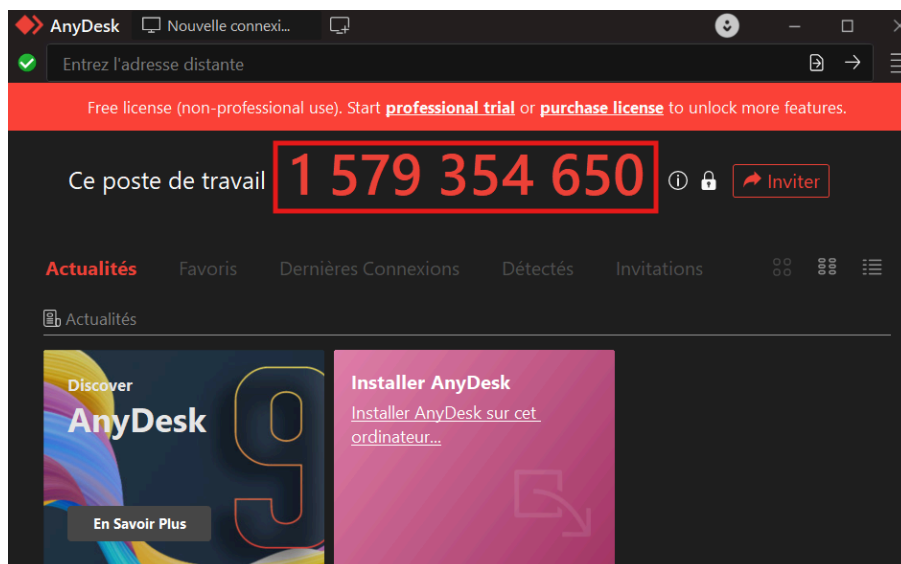 AnyDesk Nouvelle connexi...
Entrez l'adresse distante
Free license (non-professional use). Start professional trial or purchase license to unlock more features.
Ce poste de travail 1 579 354 650 Inviter
Actualités Favoris Dernières Connexions Détectés Invitations
Actualités
Discover
AnyDesk
9
En Savoir Plus
Installer AnyDesk
Installer AnyDesk sur cet
ordinateur...